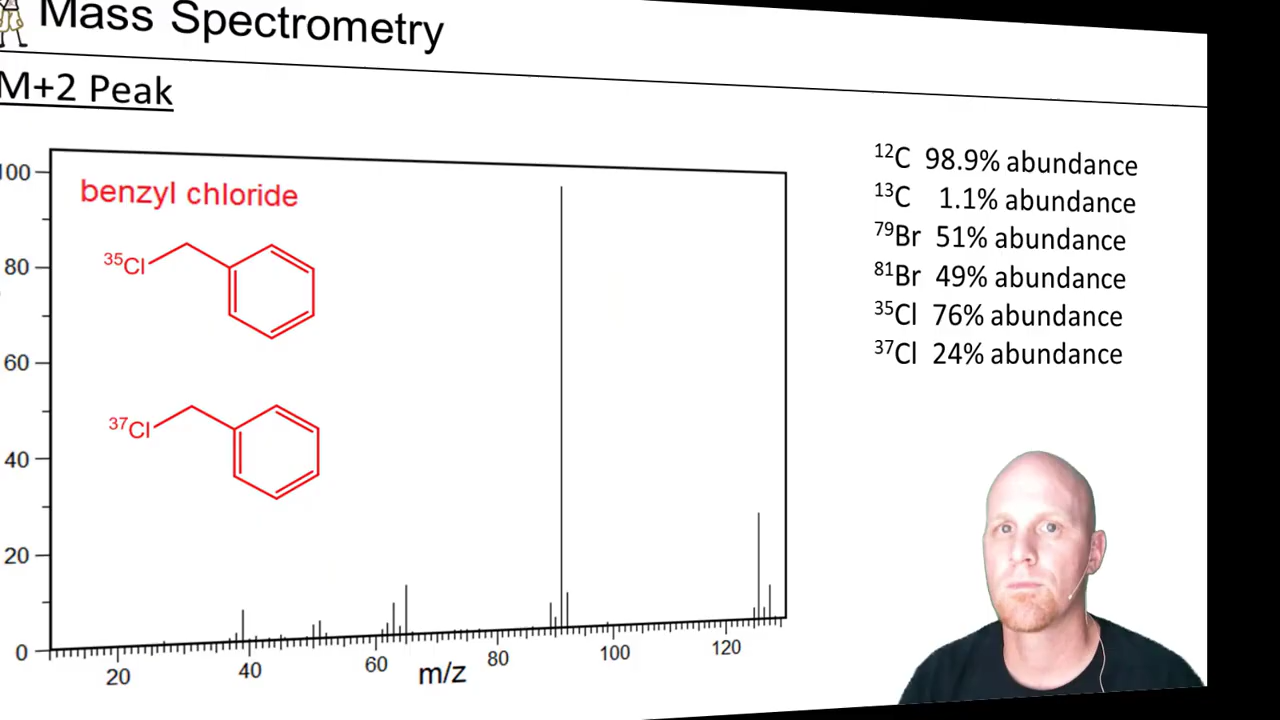 Mass Spectrometry
M+2 Peak
100
80
60
40
20
0
benzyl chloride
³⁵Cl
³⁷Cl
20 40 60 80 100 120
m/z
¹²C 98.9% abundance
¹³C 1.1% abundance
⁷⁹Br 51% abundance
⁸¹Br 49% abundance
³⁵Cl 76% abundance
³⁷Cl 24% abundance